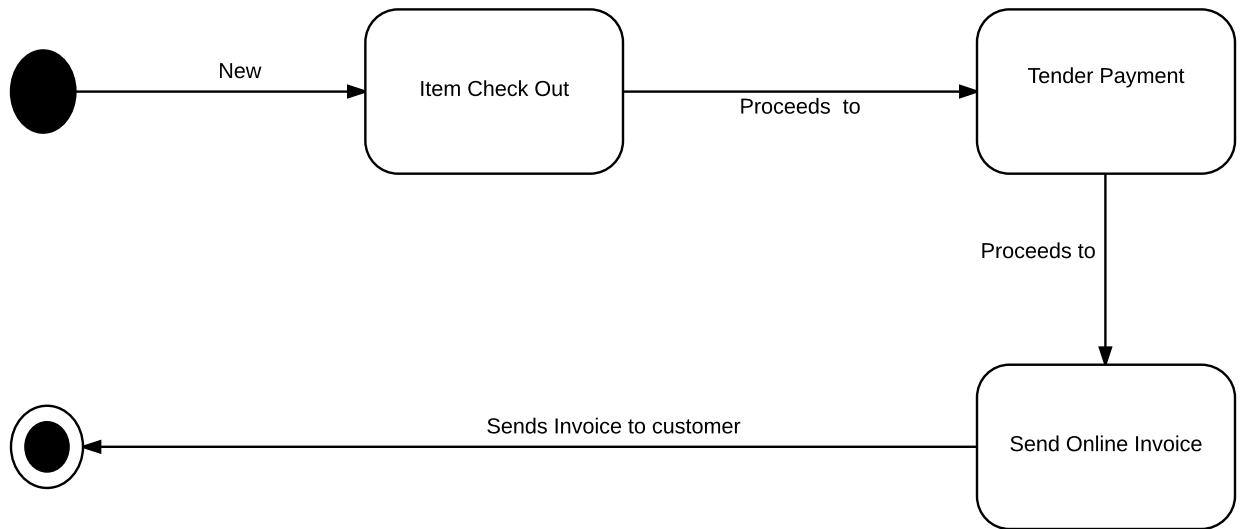 New
Item Check Out
Proceeds  to
Tender Payment
Proceeds to
Send Online Invoice
Sends Invoice to customer